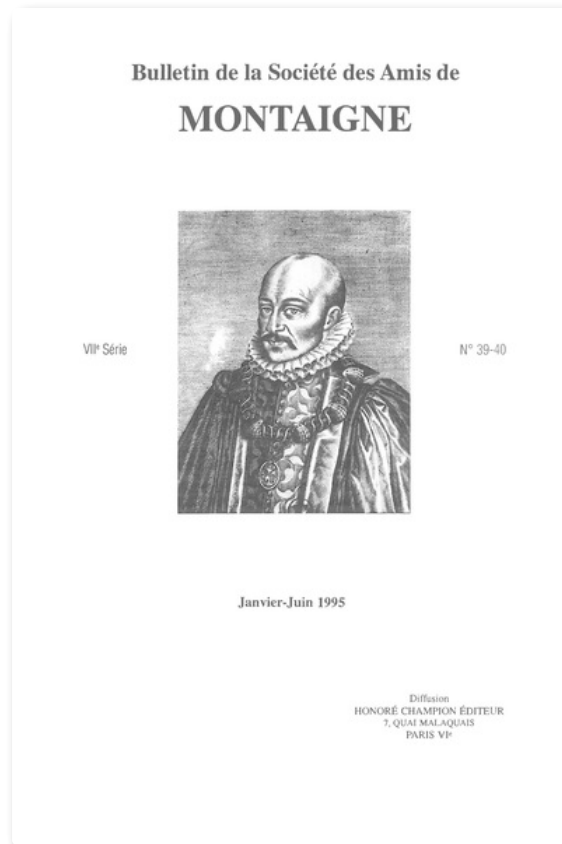 Bulletin de la Société des Amis de
MONTAIGNE
VIIᵉ Série
N° 39-40
Janvier-Juin 1995
Diffusion
HONORÉ CHAMPION ÉDITEUR
7, QUAI MALAQUAIS
PARIS VIᵉ